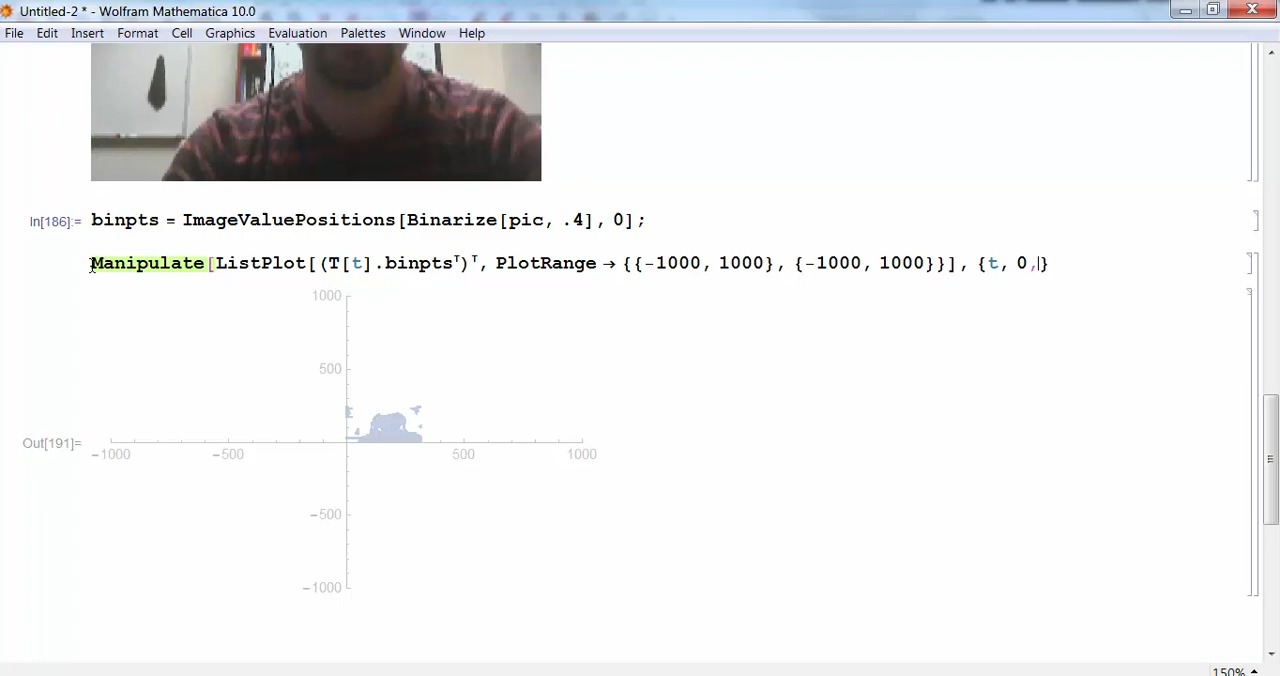 Untitled-2 * - Wolfram Mathematica 10.0
File Edit Insert Format Cell Graphics Evaluation Palettes Window Help
In[186]:= binpts = ImageValuePositions[Binarize[pic, .4], 0];
Manipulate[ListPlot[(T[t].binptsᵀ)ᵀ, PlotRange → {{-1000, 1000}, {-1000, 1000}}], {t, 0,}
1000
500
Out[191]=
-1000 -500 500 1000
-500
-1000
150%